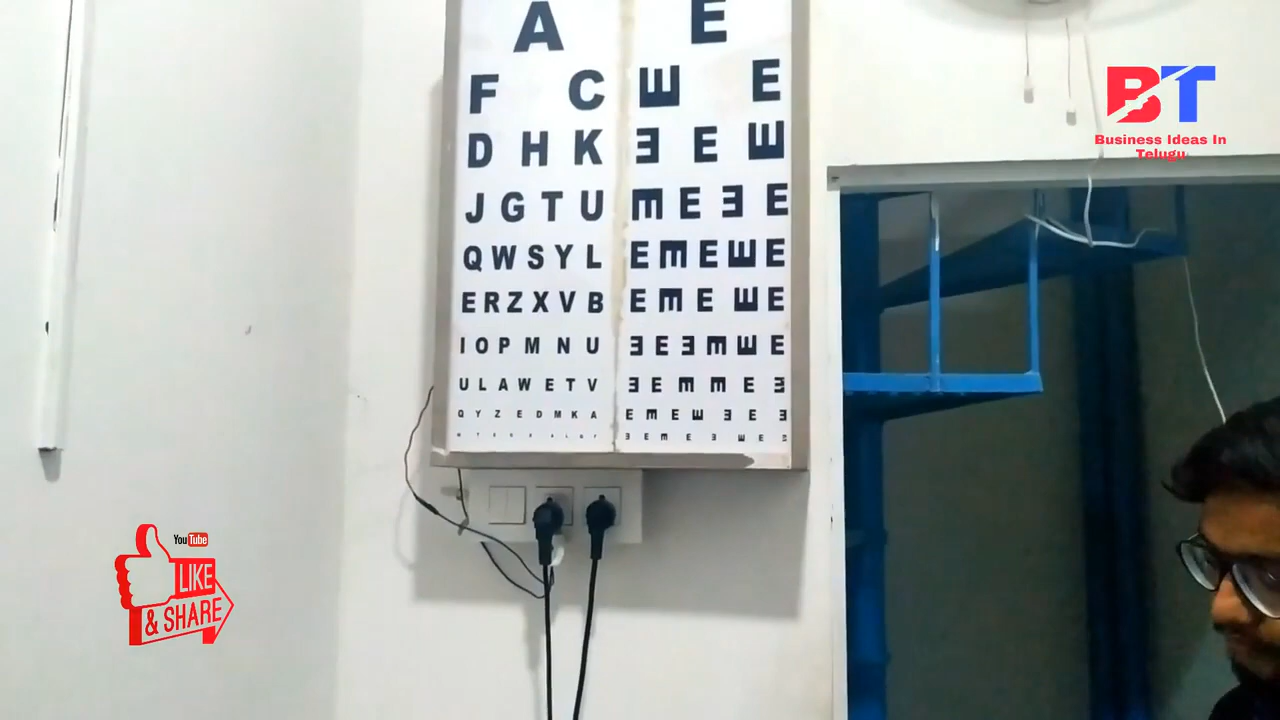 A E
F C E E
D H K E E E
J G T U E E E E
Q W S Y L E E E E E
E R Z X V B E E E E E
I O P M N U E E E E E E
U L A W E T V E E E E E E
Q Y Z E D M K A E E E E E E E
BT
Business Ideas In
Telugu
YouTube
LIKE
& SHARE